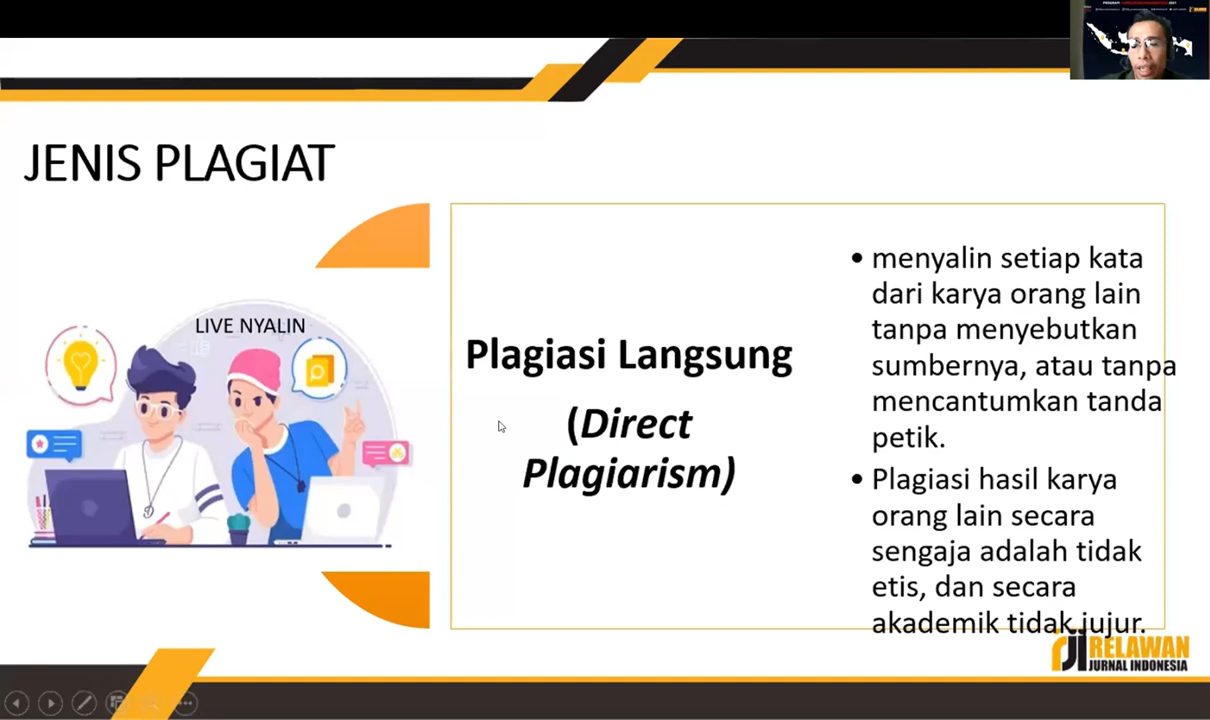 JENIS PLAGIAT
LIVE NYALIN
Plagiasi Langsung
(Direct
Plagiarism)
• menyalin setiap kata
dari karya orang lain
tanpa menyebutkan
sumbernya, atau tanpa
mencantumkan tanda
petik.
• Plagiasi hasil karya
orang lain secara
sengaja adalah tidak
etis, dan secara
akademik tidak jujur.
RJI RELAWAN
JURNAL INDONESIA